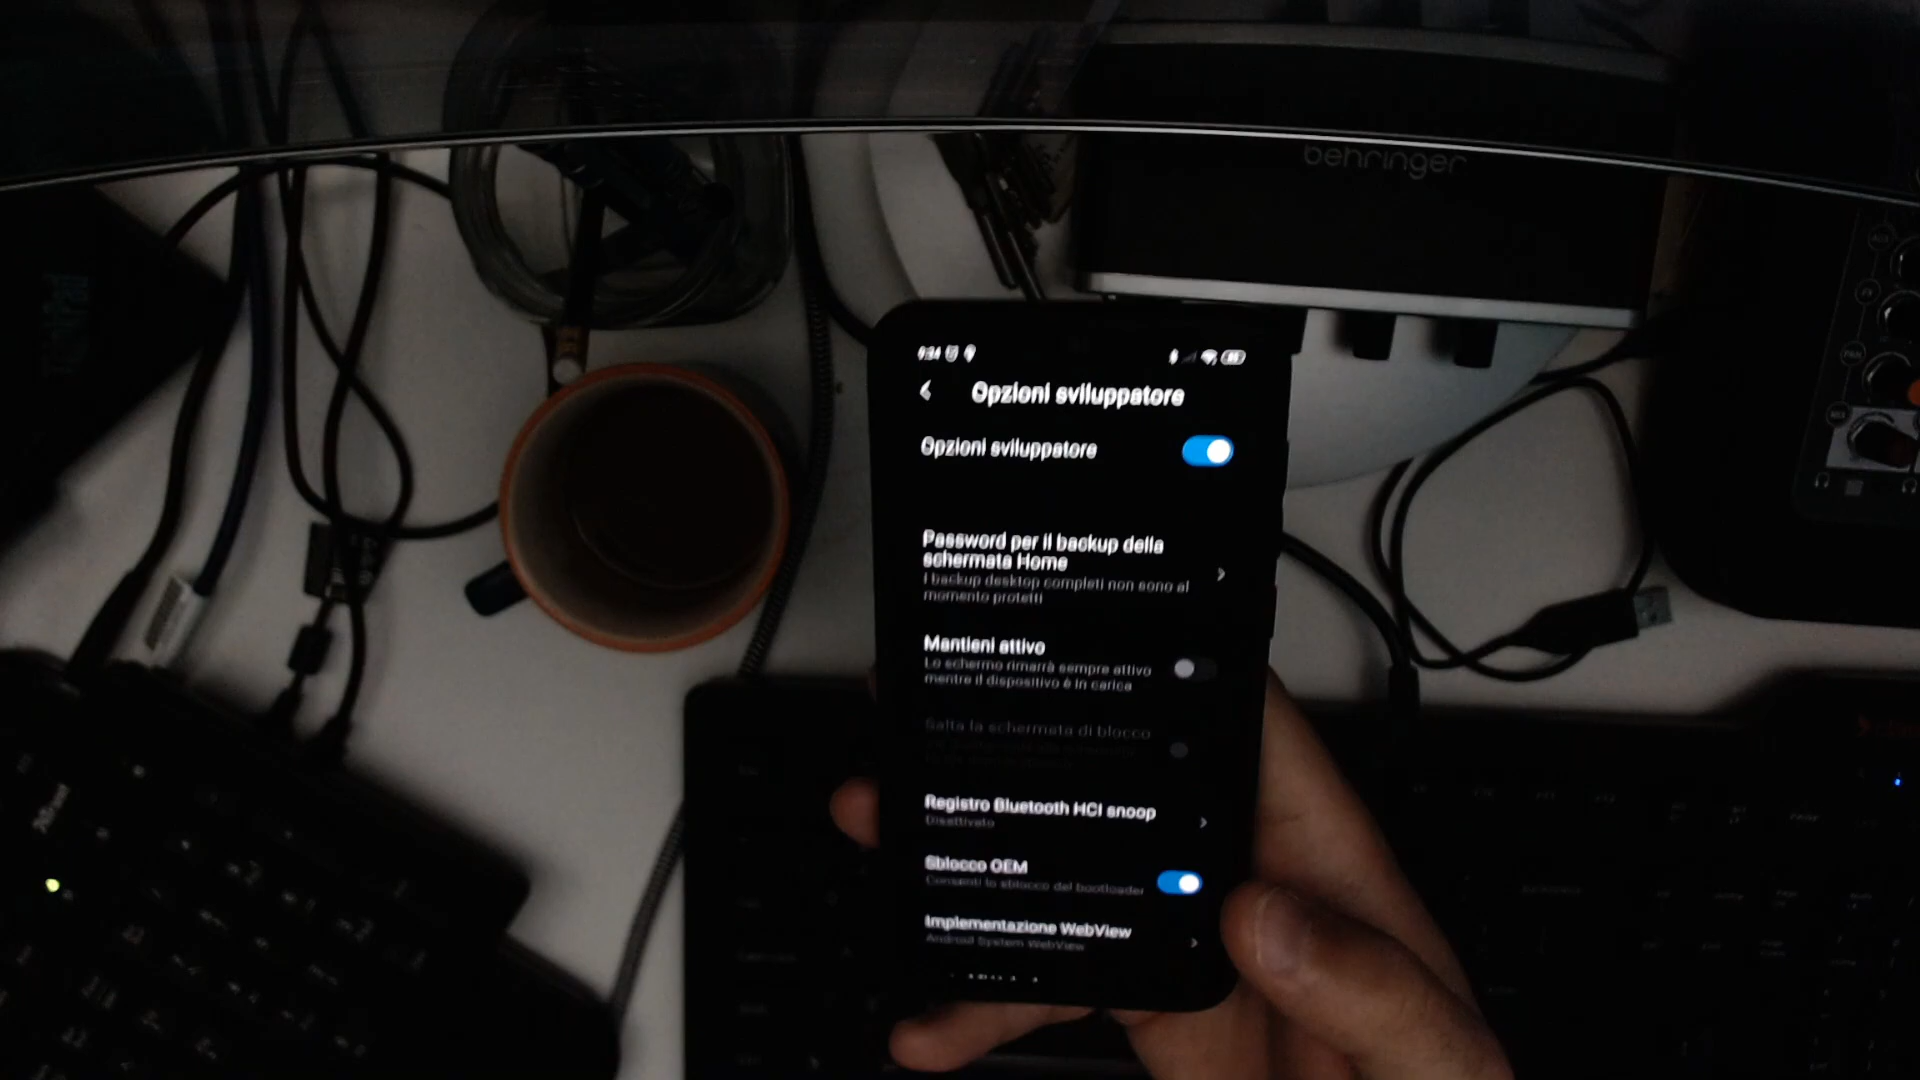 behringer
9:34
Opzioni sviluppatore
Opzioni sviluppatore
Password per il backup della
schermata Home
I backup desktop completi non sono al
momento protetti
Mantieni attivo
Lo schermo rimarrà sempre attivo
mentre il dispositivo è in carica
Salta la schermata di blocco
Registro Bluetooth HCI snoop
Disattivato
Sblocco OEM
Consenti lo sblocco del bootloader
Implementazione WebView
Android System WebView